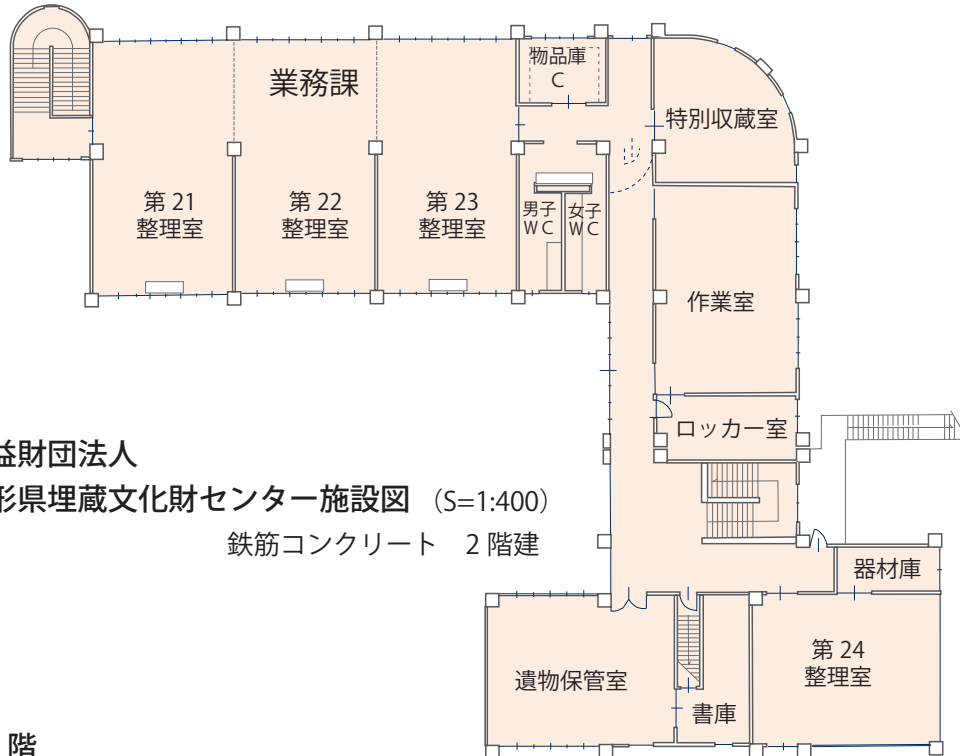 物品庫
C
業務課
特別収蔵室
第 21
整理室
第 22
整理室
第 23
整理室
男子
WC
女子
WC
作業室
ロッカー室
益財団法人
形県埋蔵文化財センター施設図 (S=1:400)
鉄筋コンクリート 2 階建
器材庫
第 24
整理室
遺物保管室
書庫
階